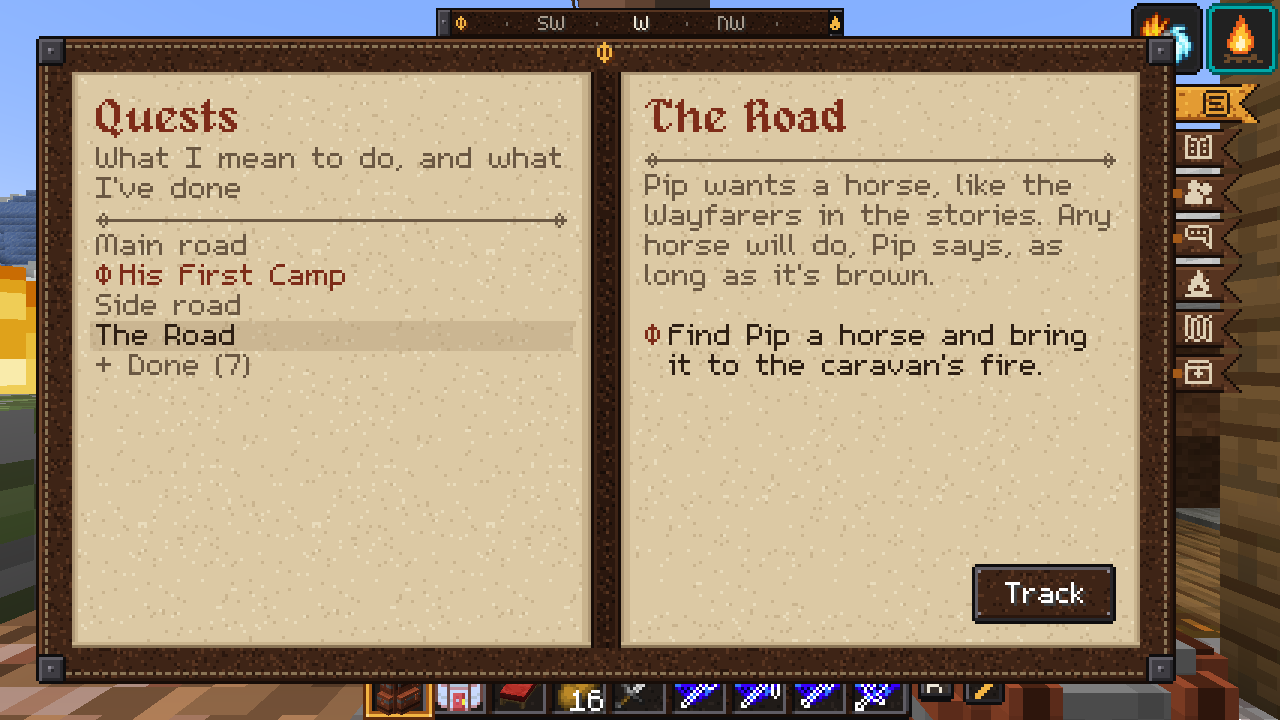 SW W NW
Quests
What I mean to do, and what
I've done
Main road
His First Camp
Side road
The Road
+ Done (7)
The Road
Pip wants a horse, like the
Wayfarers in the stories. Any
horse will do, Pip says, as
long as it's brown.
Find Pip a horse and bring
it to the caravan's fire.
Track
16